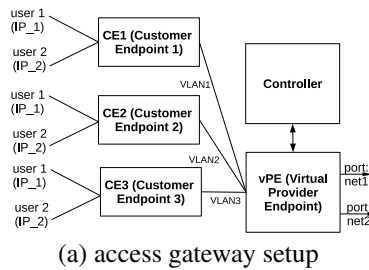 user 1
(IP_1)
user 2
(IP_2)
CE1 (Customer
Endpoint 1)
VLAN1
user 1
(IP_1)
user 2
(IP_2)
CE2 (Customer
Endpoint 2)
VLAN2
user 1
(IP_1)
user 2
(IP_2)
CE3 (Customer
Endpoint 3)
VLAN3
Controller
vPE (Virtual
Provider
Endpoint)
port:
net1
port:
net2
(a) access gateway setup